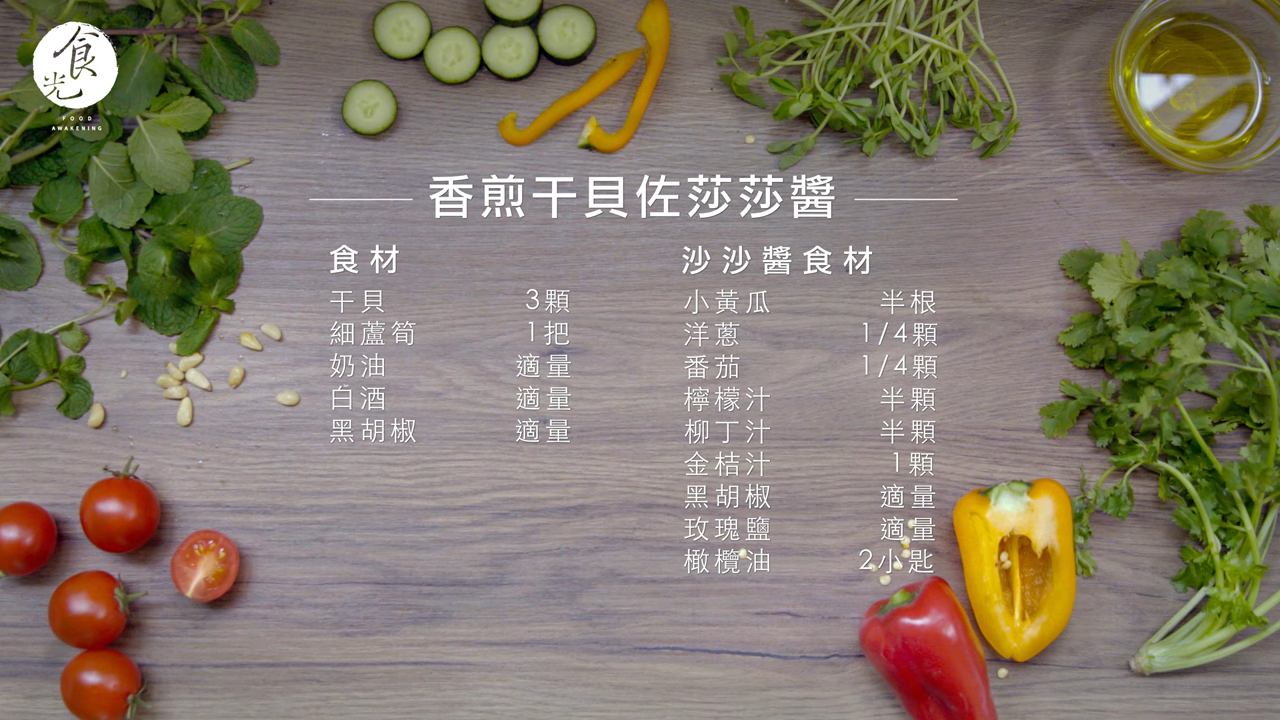 食光
FOOD
AWAKENING
香煎干貝佐莎莎醬
食材
干貝 3顆
細蘆筍 1把
奶油 適量
白酒 適量
黑胡椒 適量
沙沙醬食材
小黃瓜 半根
洋蔥 1/4顆
番茄 1/4顆
檸檬汁 半顆
柳丁汁 半顆
金桔汁 1顆
黑胡椒 適量
玫瑰鹽 適量
橄欖油 2小匙